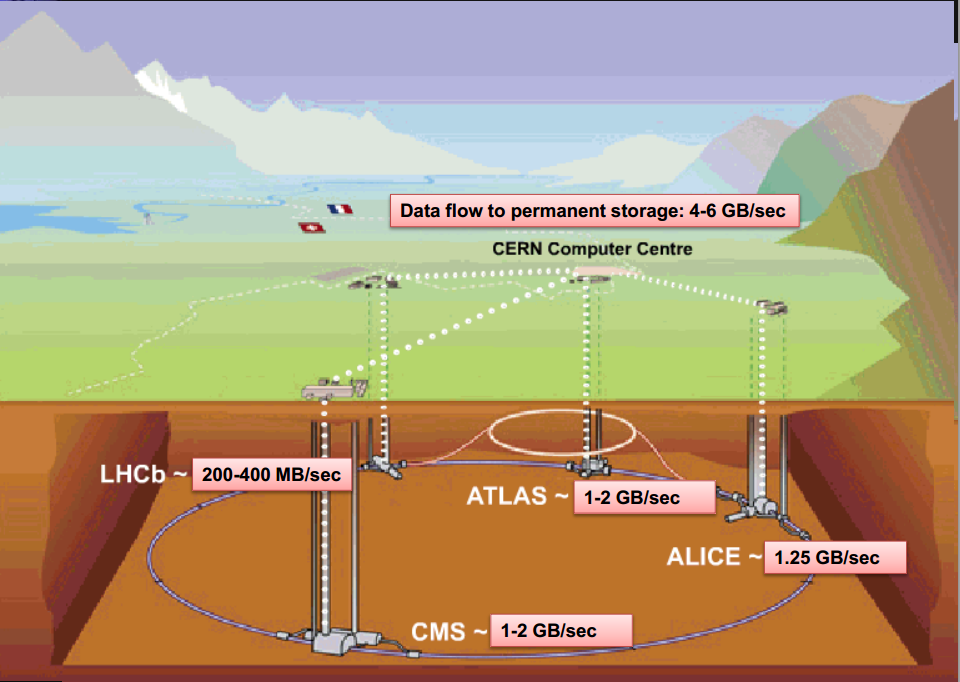 Data flow to permanent storage: 4-6 GB/sec
CERN Computer Centre
LHCb ~ 200-400 MB/sec
ATLAS ~ 1-2 GB/sec
ALICE ~ 1.25 GB/sec
CMS ~ 1-2 GB/sec